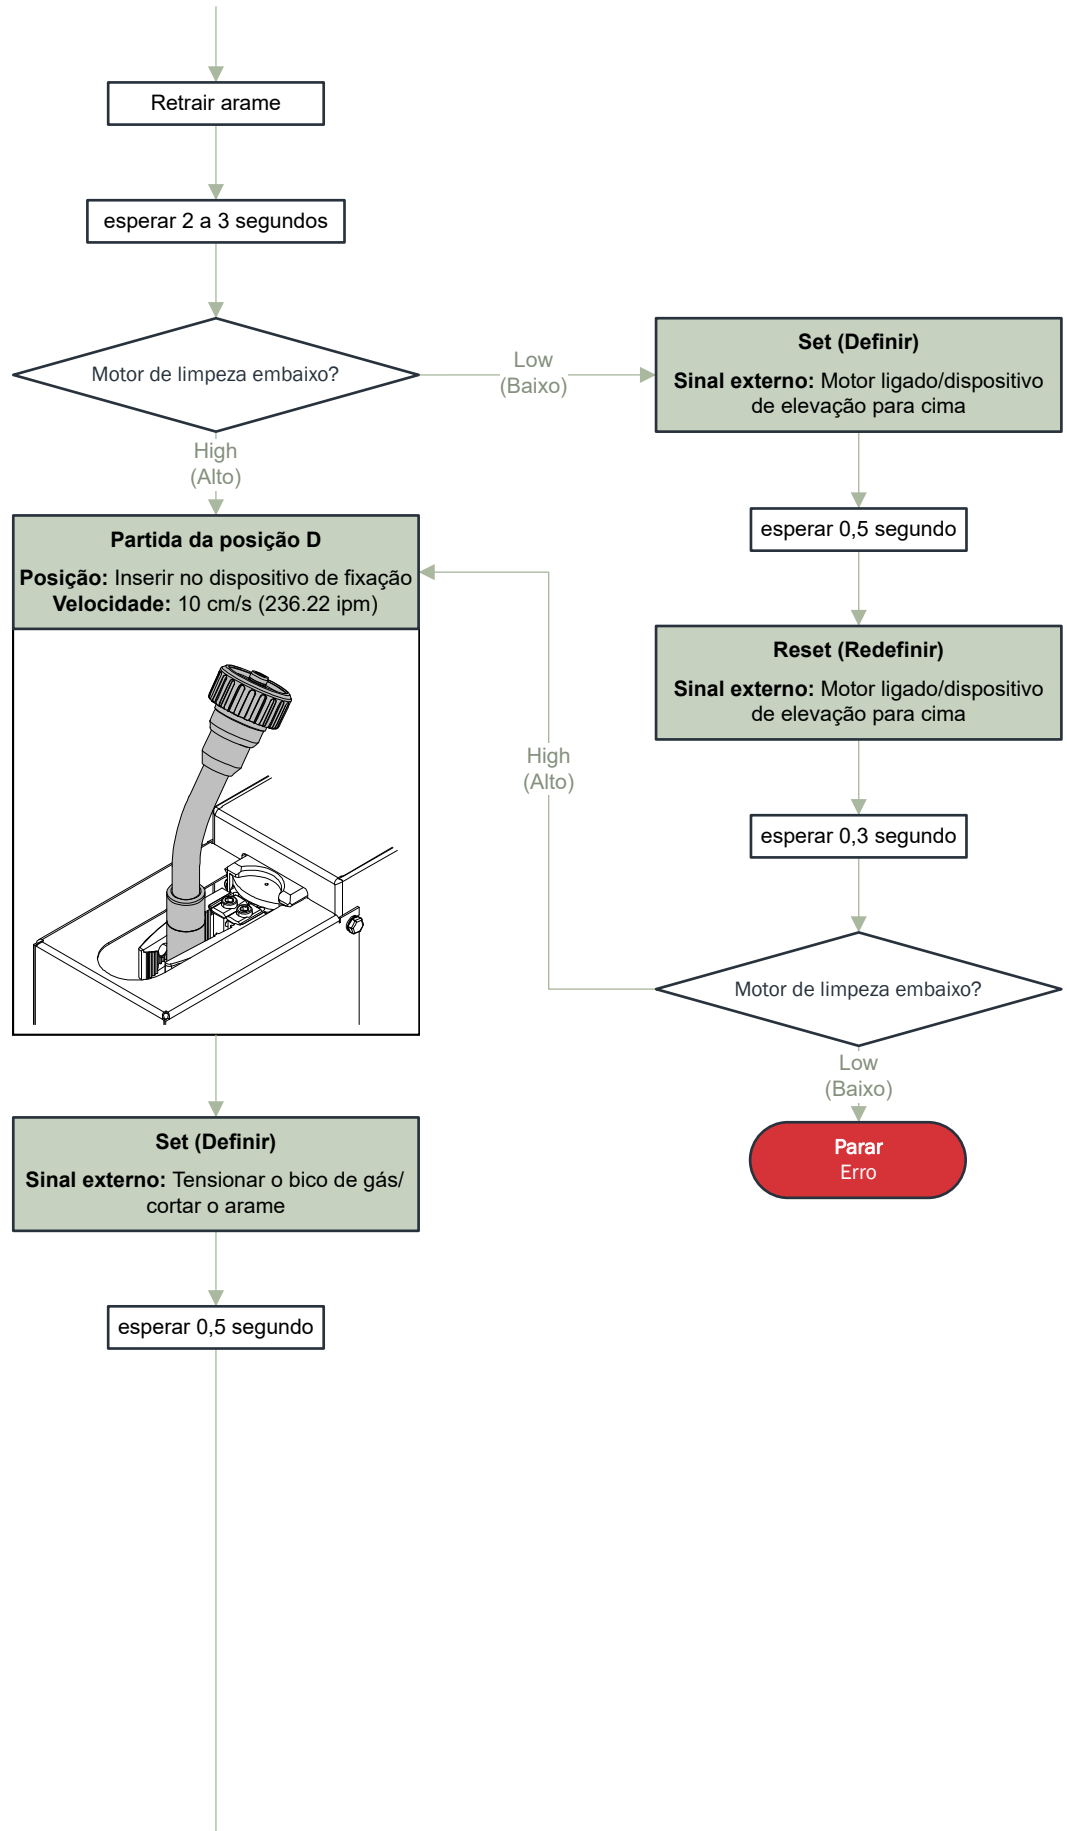 Retrair arame
esperar 2 a 3 segundos
Motor de limpeza embaixo?
Low
(Baixo)
High
(Alto)
Set (Definir)
Sinal externo: Motor ligado/dispositivo
de elevação para cima
esperar 0,5 segundo
Partida da posição D
Posição: Inserir no dispositivo de fixação
Velocidade: 10 cm/s (236.22 ipm)
Reset (Redefinir)
Sinal externo: Motor ligado/dispositivo
de elevação para cima
High
(Alto)
esperar 0,3 segundo
Motor de limpeza embaixo?
Low
(Baixo)
Parar
Erro
Set (Definir)
Sinal externo: Tensionar o bico de gás/
cortar o arame
esperar 0,5 segundo